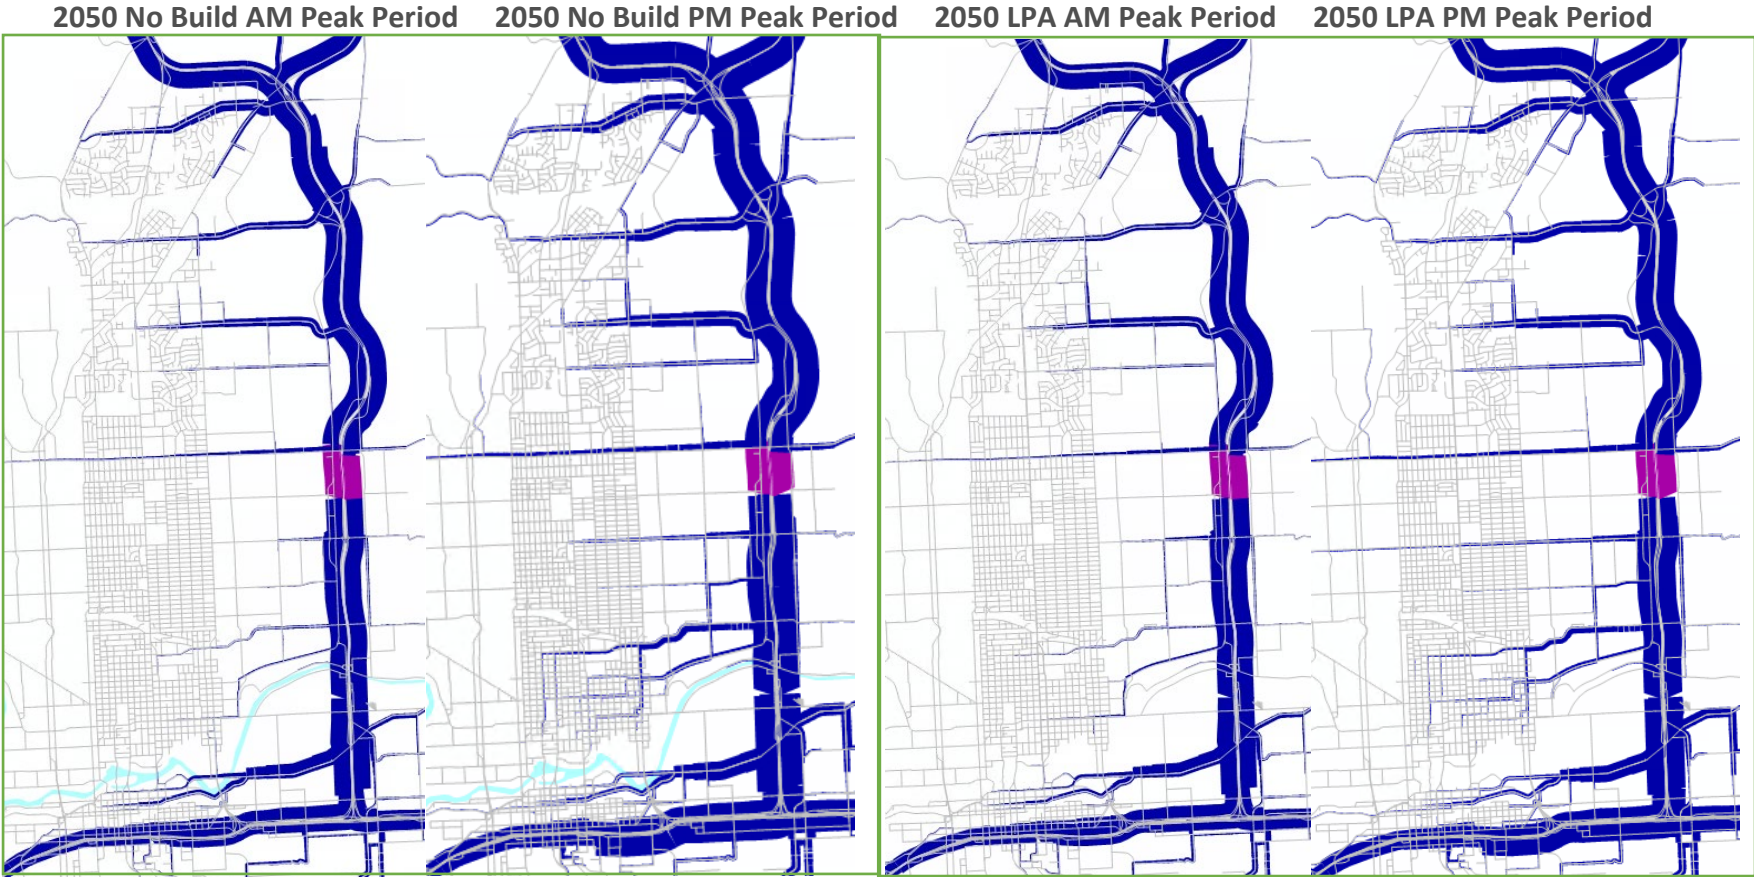 2050 No Build AM Peak Period
2050 No Build PM Peak Period
2050 LPA AM Peak Period
2050 LPA PM Peak Period